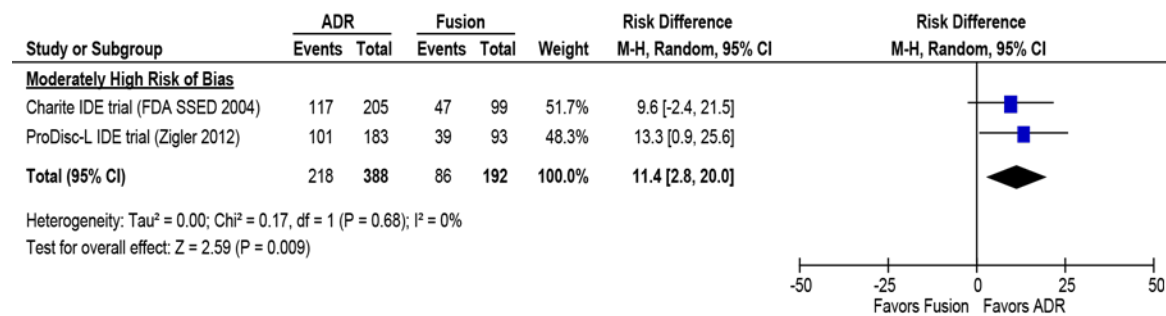 ADR Fusion Risk Difference Risk Difference
Study or Subgroup Events Total Events Total Weight M-H, Random, 95% CI M-H, Random, 95% CI
Moderately High Risk of Bias
Charite IDE trial (FDA SSED 2004) 117 205 47 99 51.7% 9.6 [-2.4, 21.5]
ProDisc-L IDE trial (Zigler 2012) 101 183 39 93 48.3% 13.3 [0.9, 25.6]
Total (95% CI) 218 388 86 192 100.0% 11.4 [2.8, 20.0]
Heterogeneity: Tau² = 0.00; Chi² = 0.17, df = 1 (P = 0.68); I² = 0%
Test for overall effect: Z = 2.59 (P = 0.009)
-50 -25 0 25 50
Favors Fusion Favors ADR